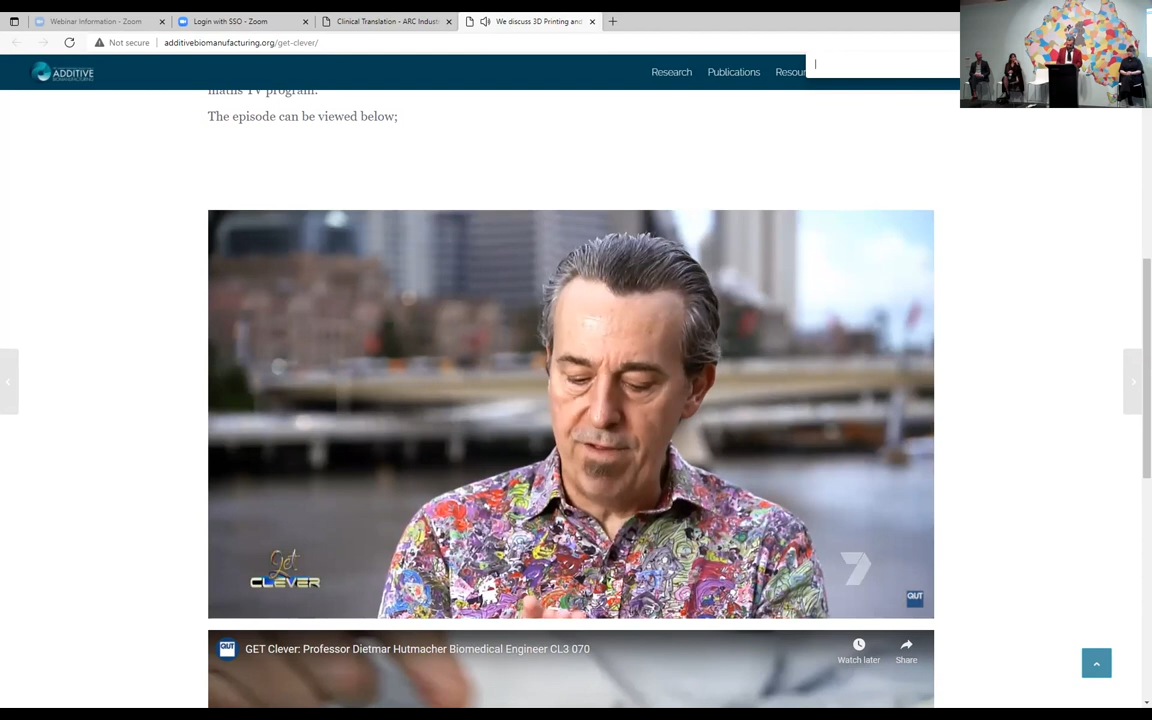 Webinar Information - Zoom
Login with SSO - Zoom
Clinical Translation - ARC Indust
We discuss 3D Printing and
Not secure
additivebiomanufacturing.org/get-clever/
ADDITIVE
Research
Publications
Resour
maths TV program.
The episode can be viewed below;
get
CLEVER
7
QUT
QUT
GET Clever: Professor Dietmar Hutmacher Biomedical Engineer CL3 070
Watch later
Share